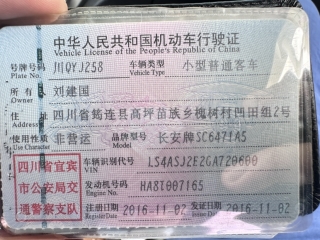 中华人民共和国机动车行驶证
Vehicle License of the People's Republic of China
号牌号码 川QYJ258 车辆类型 小型普通客车
Plate No. Vehicle Type
所有人 刘建国
Owner
住址 四川省筠连县高坪苗族乡槐树村凹田组2号
Address
使用性质 非营运 品牌型号 长安牌SC6471A5
Use Character Model
四川省宜宾
市公安局交
通警察支队
车辆识别代号 LS4ASJ2E2GA720600
VIN
发动机号码 HA8T007165
Engine No.
注册日期 2016-11-02 发证日期 2016-11-02
Register Date Issue Date